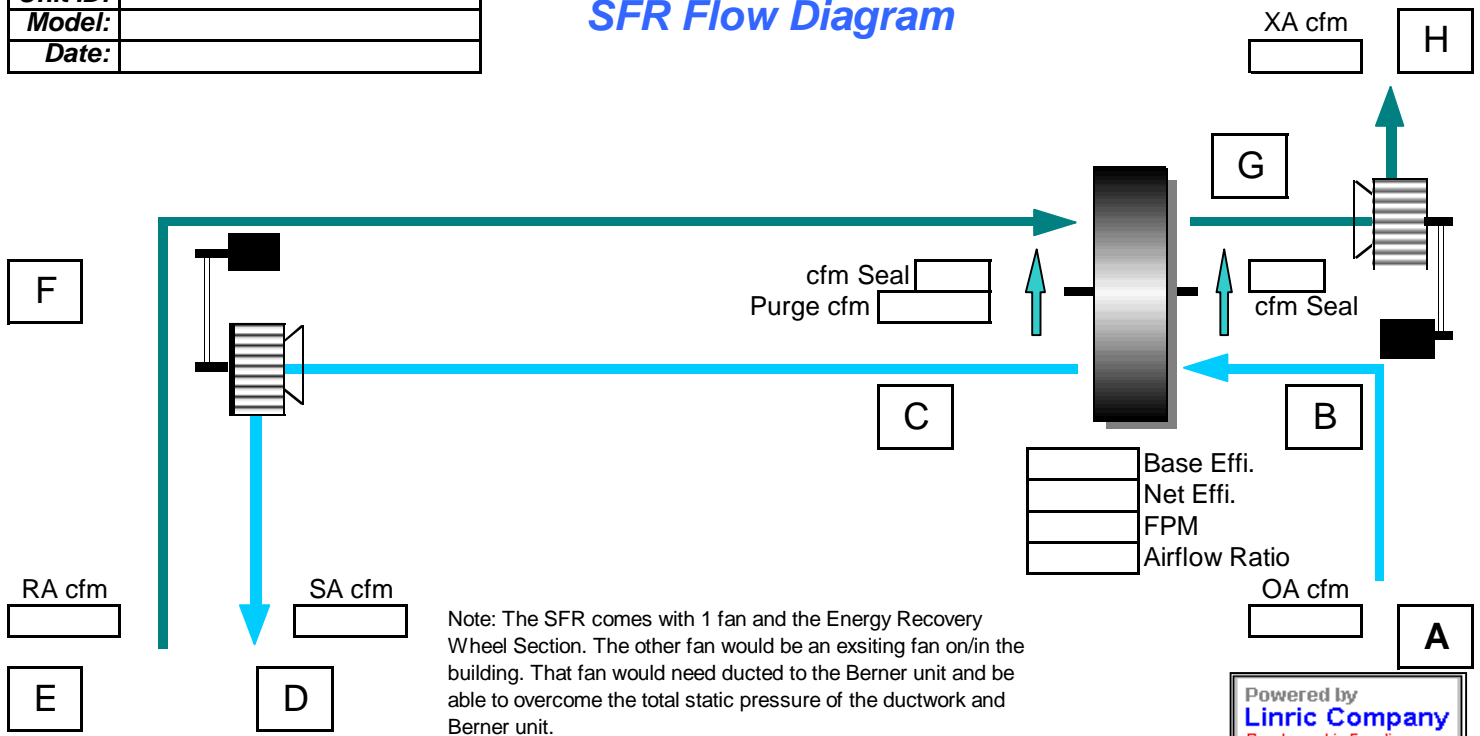 Unit ID:
Model:
Date:
SFR Flow Diagram
XA cfm
H
G
F
cfm Seal
Purge cfm
cfm Seal
C
B
Base Effi.
Net Effi.
FPM
Airflow Ratio
RA cfm
SA cfm
OA cfm
Note: The SFR comes with 1 fan and the Energy Recovery
Wheel Section. The other fan would be an exsiting fan on/in the
building. That fan would need ducted to the Berner unit and be
able to overcome the total static pressure of the ductwork and
Berner unit.
A
E
D
Powered by
Linric Company